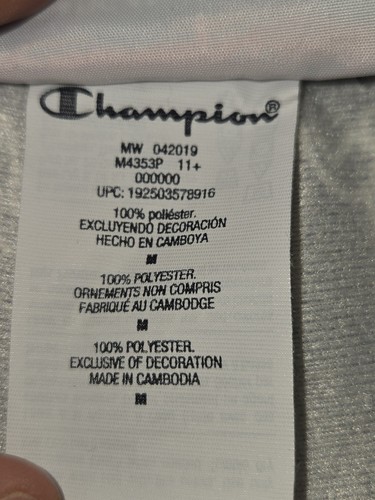 Champion®
MW 042019
M4353P 11+
000000
UPC: 192503578916
100% poliéster.
EXCLUYENDO DECORACIÓN
HECHO EN CAMBOYA
M
100% POLYESTER.
ORNEMENTS NON COMPRIS
FABRIQUÉ AU CAMBODGE
M
100% POLYESTER.
EXCLUSIVE OF DECORATION
MADE IN CAMBODIA
M